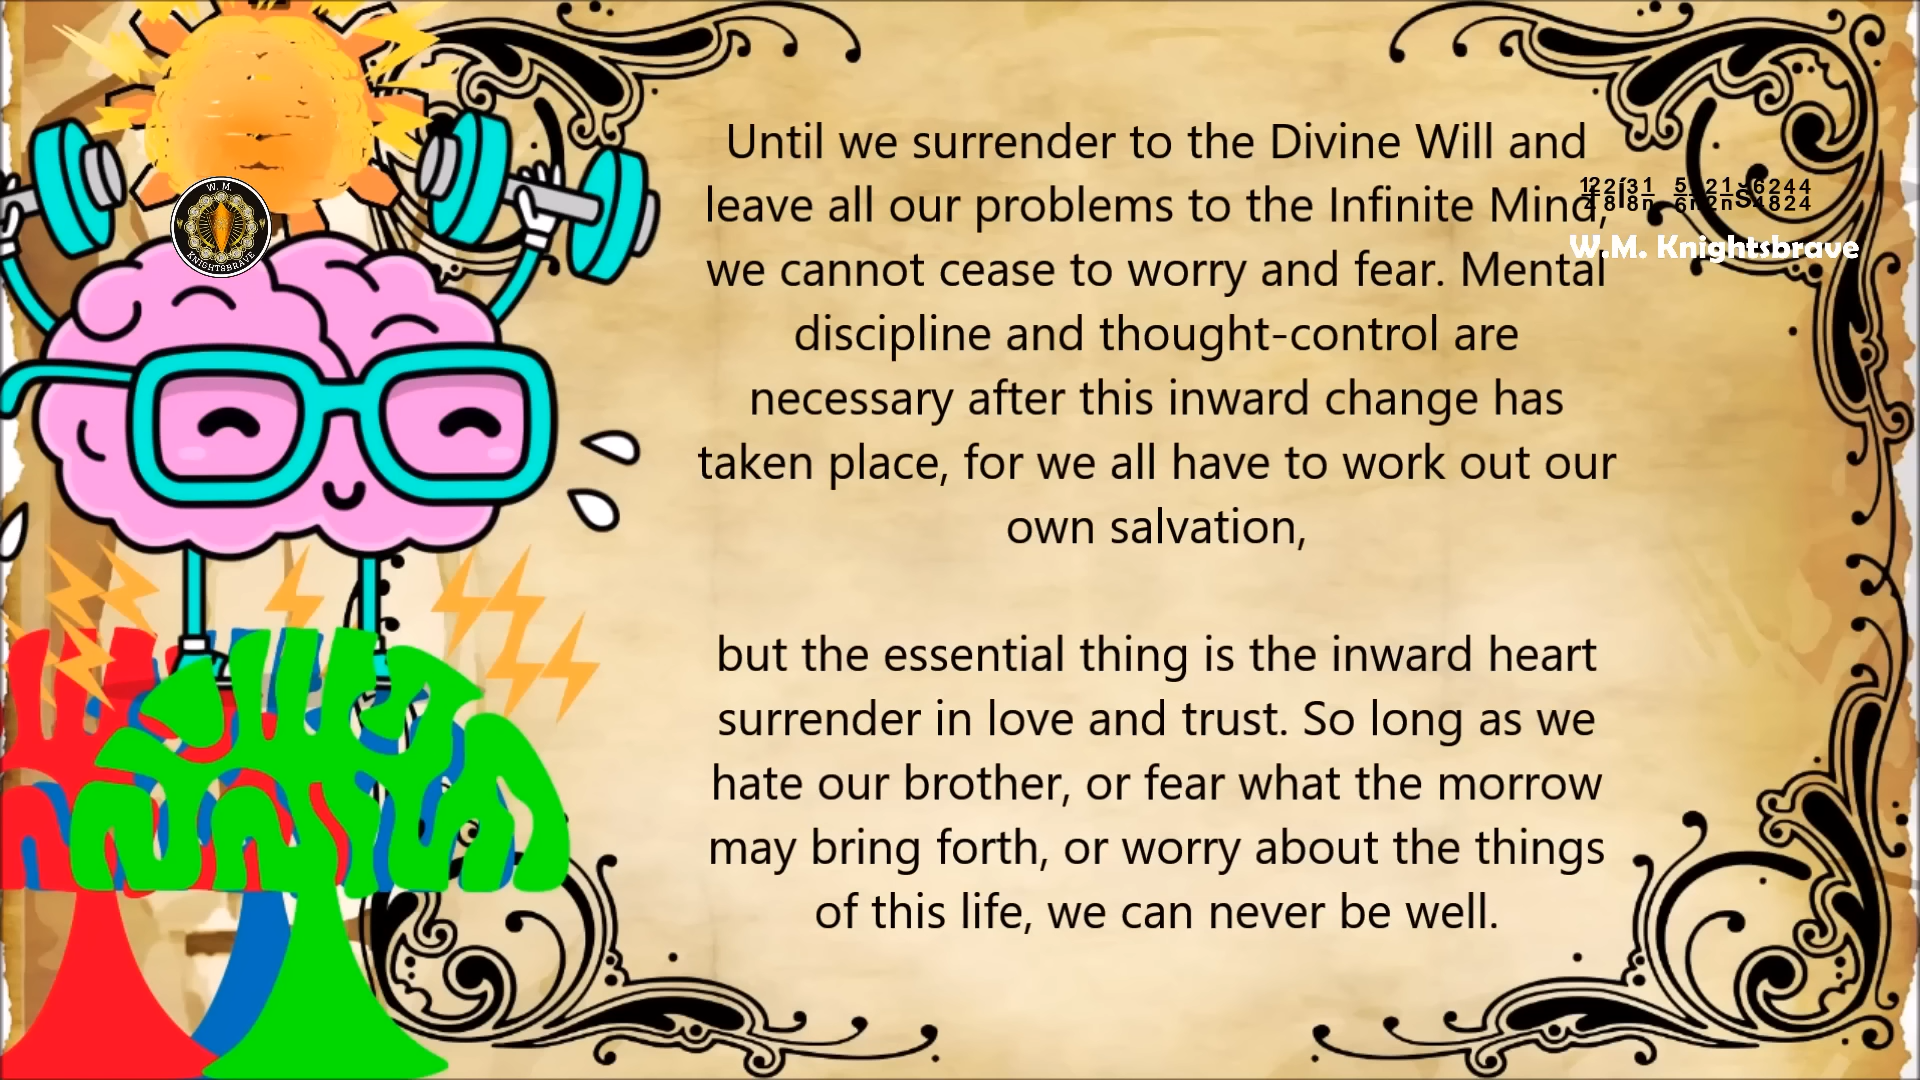 Until we surrender to the Divine Will and
leave all our problems to the Infinite Mind,
we cannot cease to worry and fear. Mental
discipline and thought-control are
necessary after this inward change has
taken place, for we all have to work out our
own salvation,
but the essential thing is the inward heart
surrender in love and trust. So long as we
hate our brother, or fear what the morrow
may bring forth, or worry about the things
of this life, we can never be well.
W.M. Knightsbrave
W. M.
KNIGHTSBRAVE